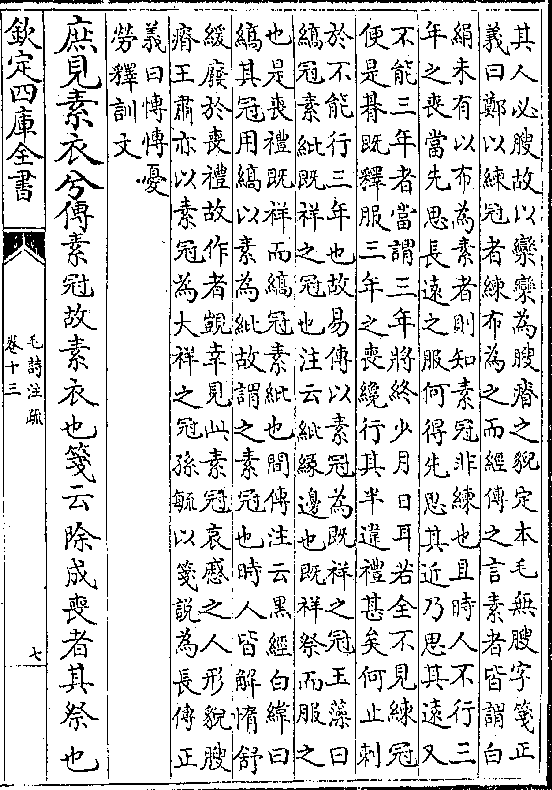 其人必膄故以欒欒為膄瘠之貌定本毛無膄字箋正
義曰鄭以練冠者練布為之而經傳之言素者皆謂白
絹未有以布為素者則知素冠非練也且時人不行三
年之喪當先思長遠之服何得先思其近乃思其遠又
不能三年者當謂三年將終少月日耳若全不見練冠
便是朞既釋服三年之喪纔行其半違禮甚矣何止刺
於不能行三年也故易傳以素冠為既祥之冠玉藻曰
縞冠素紕既祥之冠也注云紕緣邊也既祥祭而服之
也是喪禮既祥而縞冠素紕也間傳注云黑經白緯曰
縞其冠用縞以素為紕故謂之素冠也時人皆解惰舒
緩廢於喪禮故作者覬幸見此素冠哀慼之人形貌膄
瘠王肅亦以素冠為大祥之冠孫毓以箋說為長傳正
義曰慱慱憂
勞釋訓文
庶見素衣兮傳素冠故素衣也箋云除成喪者其祭也
欽定四庫全書
毛詩注疏
卷十三
七